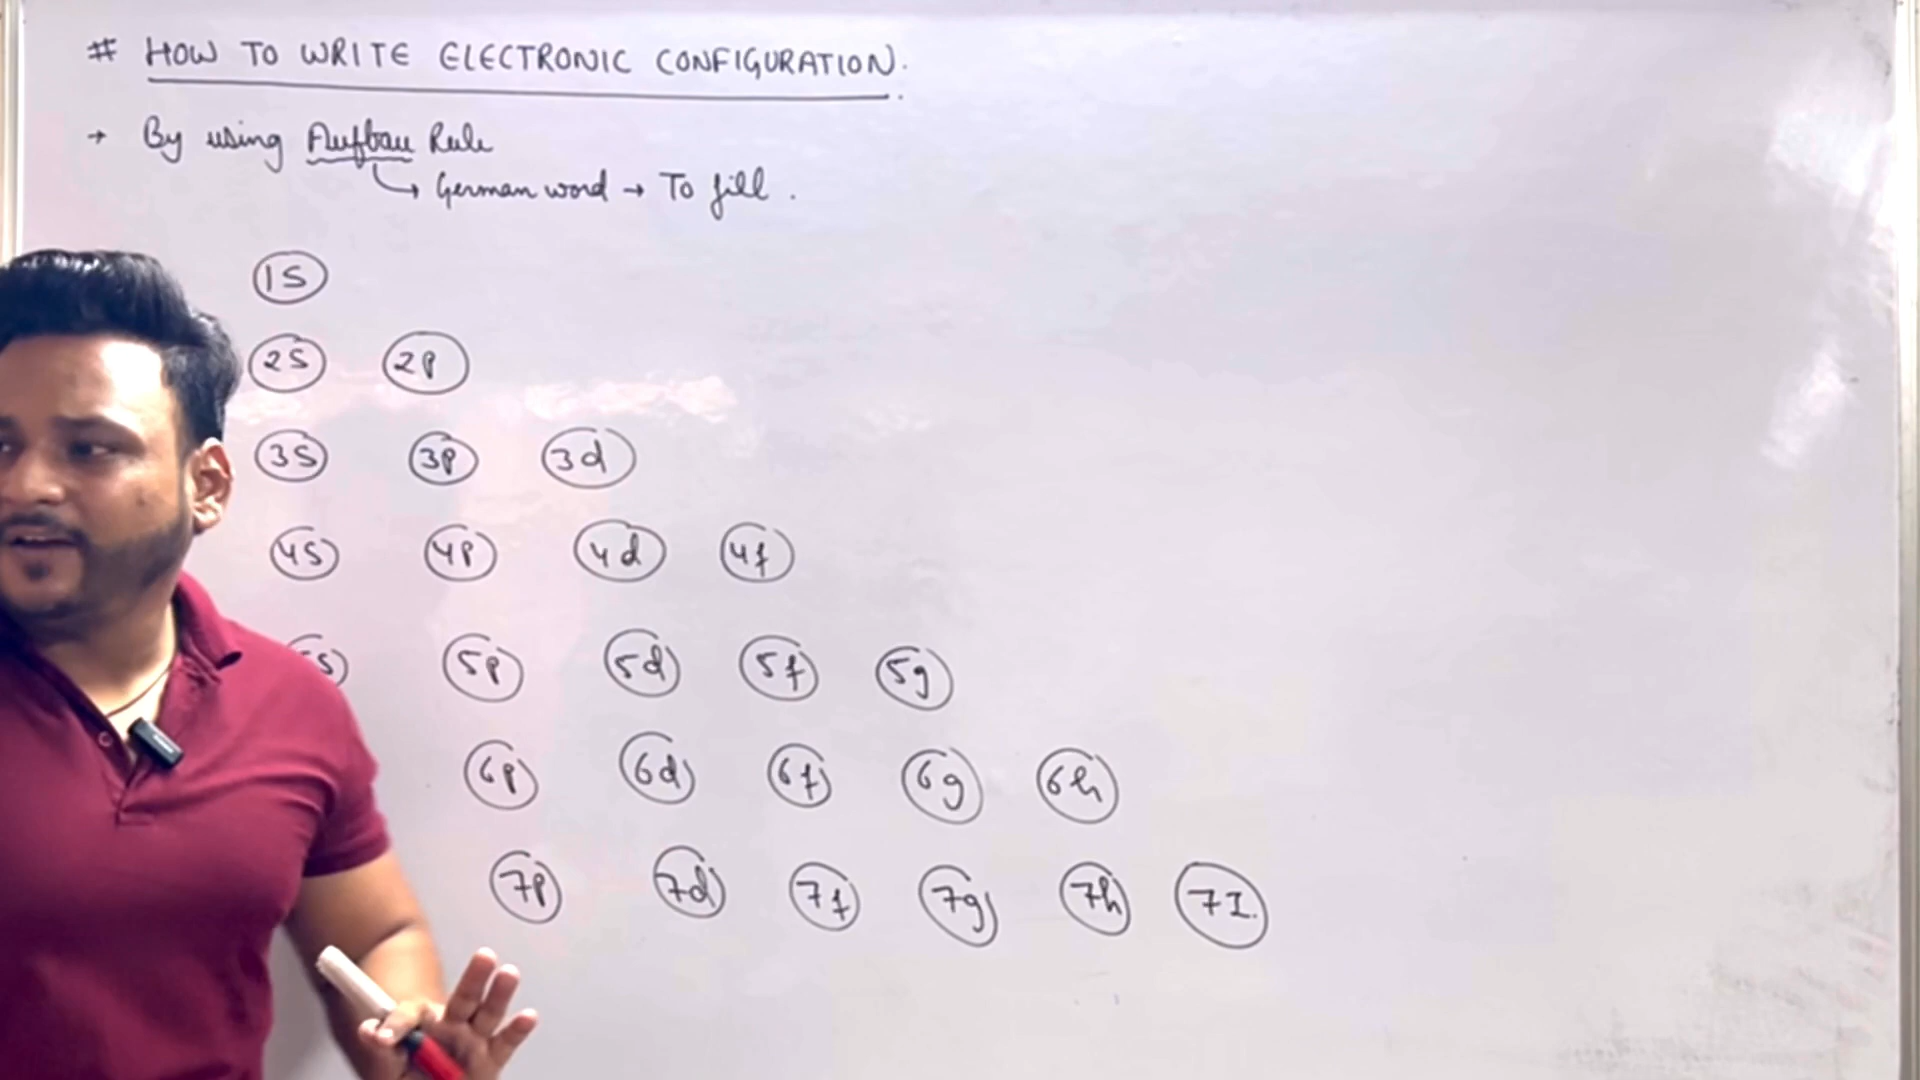 # HOW TO WRITE ELECTRONIC CONFIGURATION.
→ By using Aufbau Rule
↳ German word → To fill.
1S
2S 2P
3S 3P 3d
4S 4P 4d 4f
5S 5P 5d 5f 5g
6P 6d 6f 6g 6h
7P 7d 7f 7g 7h 7I.